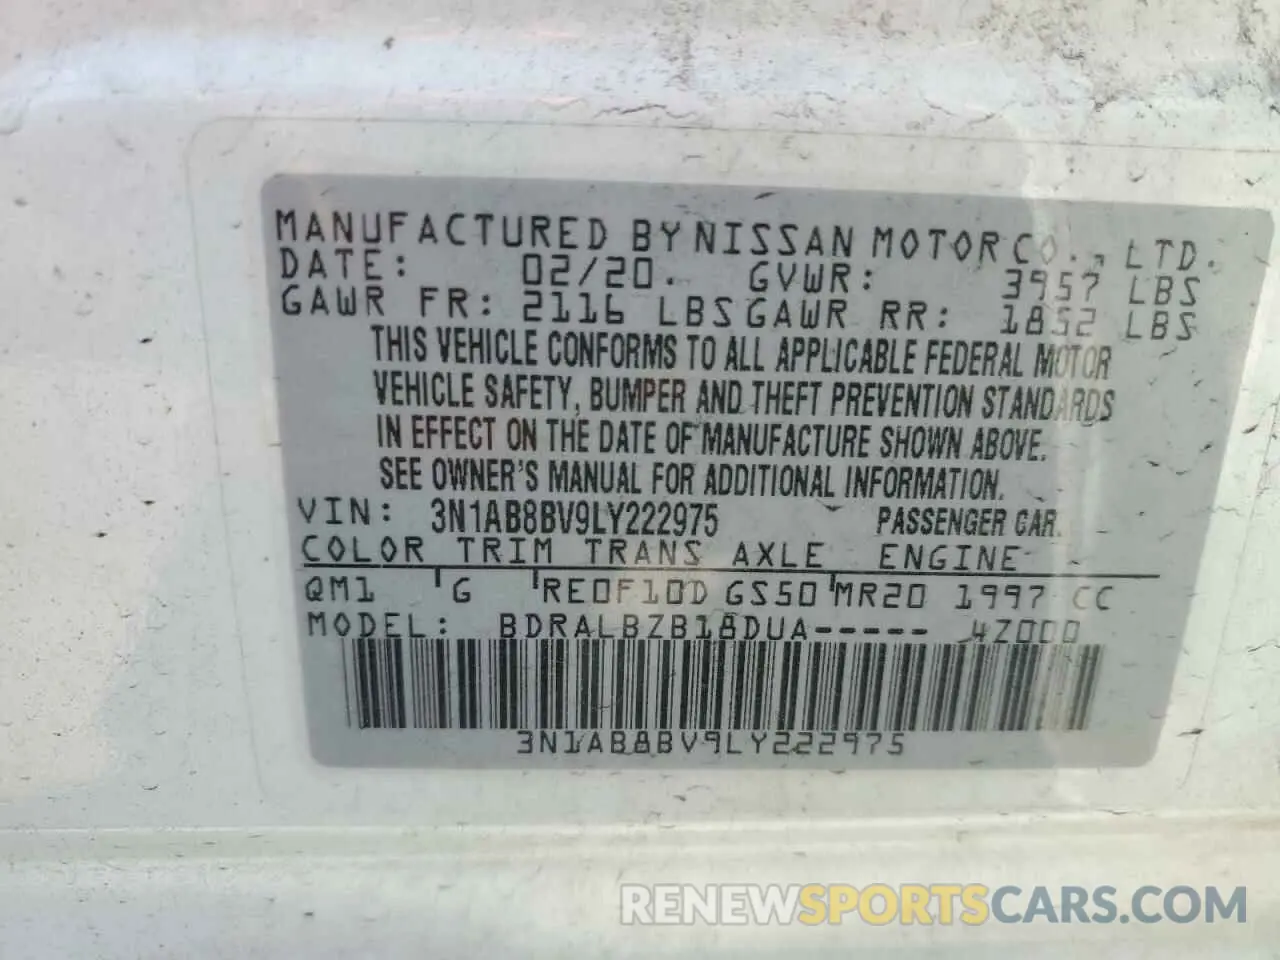 MANUFACTURED BY NISSAN MOTOR CO., LTD.
DATE: 02/20. GVWR: 3957 LBS
GAWR FR: 2116 LBS GAWR RR: 1852 LBS
THIS VEHICLE CONFORMS TO ALL APPLICABLE FEDERAL MOTOR
VEHICLE SAFETY, BUMPER AND THEFT PREVENTION STANDARDS
IN EFFECT ON THE DATE OF MANUFACTURE SHOWN ABOVE.
SEE OWNER'S MANUAL FOR ADDITIONAL INFORMATION.
VIN: 3N1AB8BV9LY222975 PASSENGER CAR.
COLOR TRIM TRANS AXLE ENGINE
QM1 G RE0F10D GS50 MR20 1997 CC
MODEL: BDRALBZB18DUA----- 4Z000
3N1AB8BV9LY222975
RENEWSPORTSCARS.COM